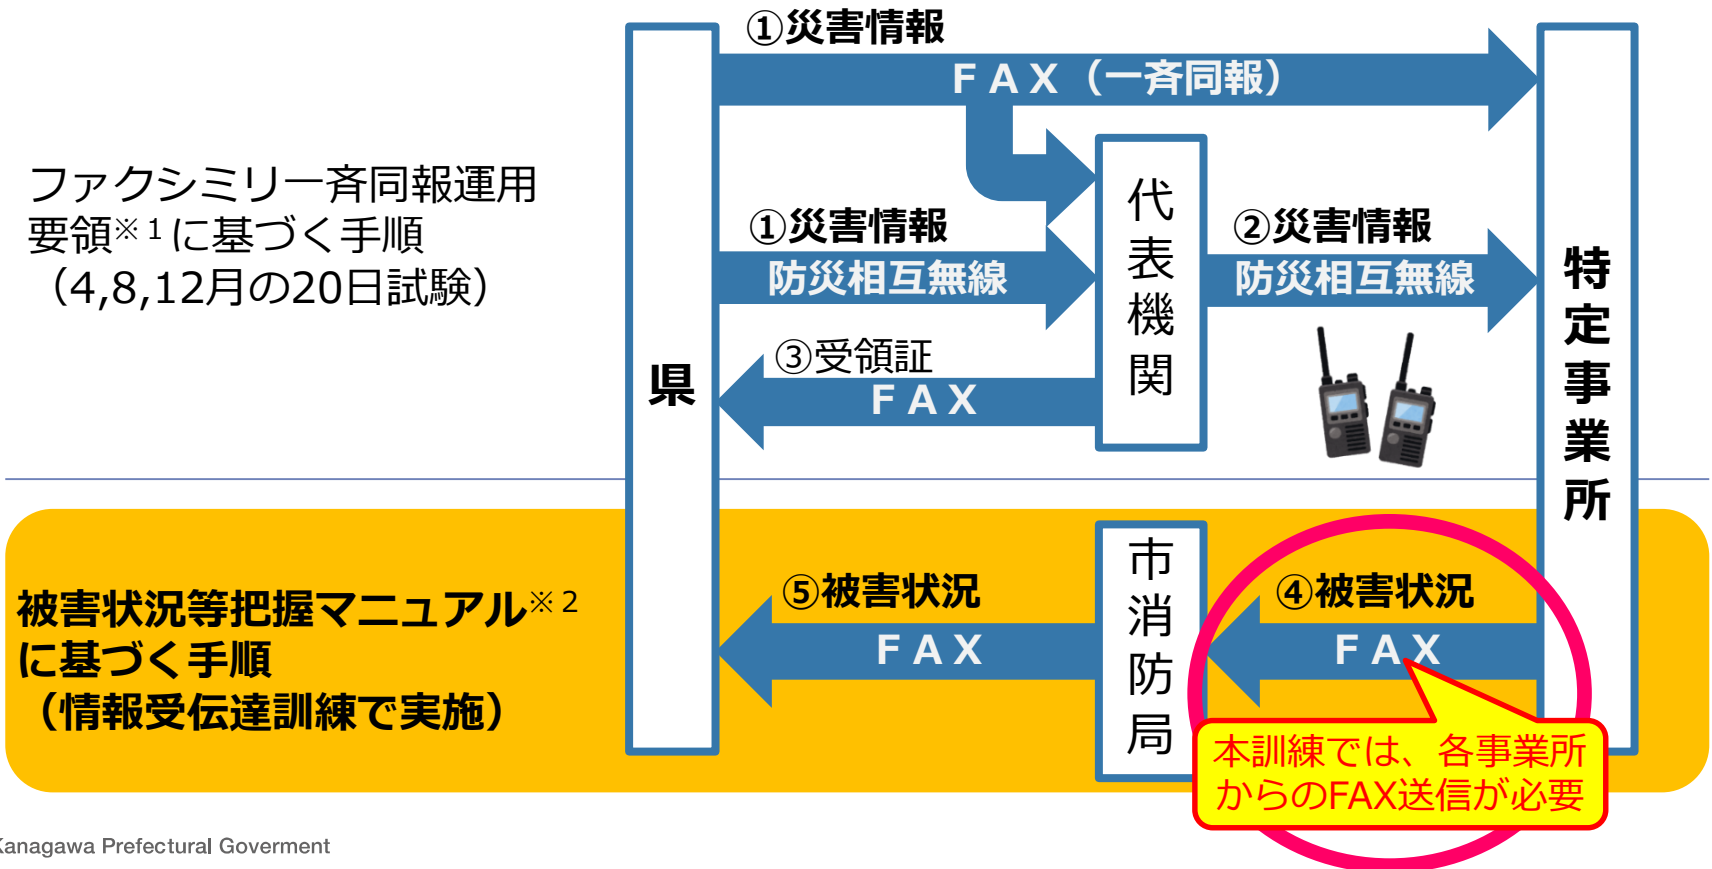 ①災害情報
ＦＡＸ（一斉同報）
ファクシミリ一斉同報運用
要領※１に基づく手順
（4,8,12月の20日試験）
①災害情報
防災相互無線
②災害情報
防災相互無線
③受領証
ＦＡＸ
県
代表機関
特定事業所
被害状況等把握マニュアル※２
に基づく手順
（情報受伝達訓練で実施）
⑤被害状況
ＦＡＸ
市消防局
④被害状況
ＦＡＸ
本訓練では、各事業所
からのFAX送信が必要
Kanagawa Prefectural Goverment